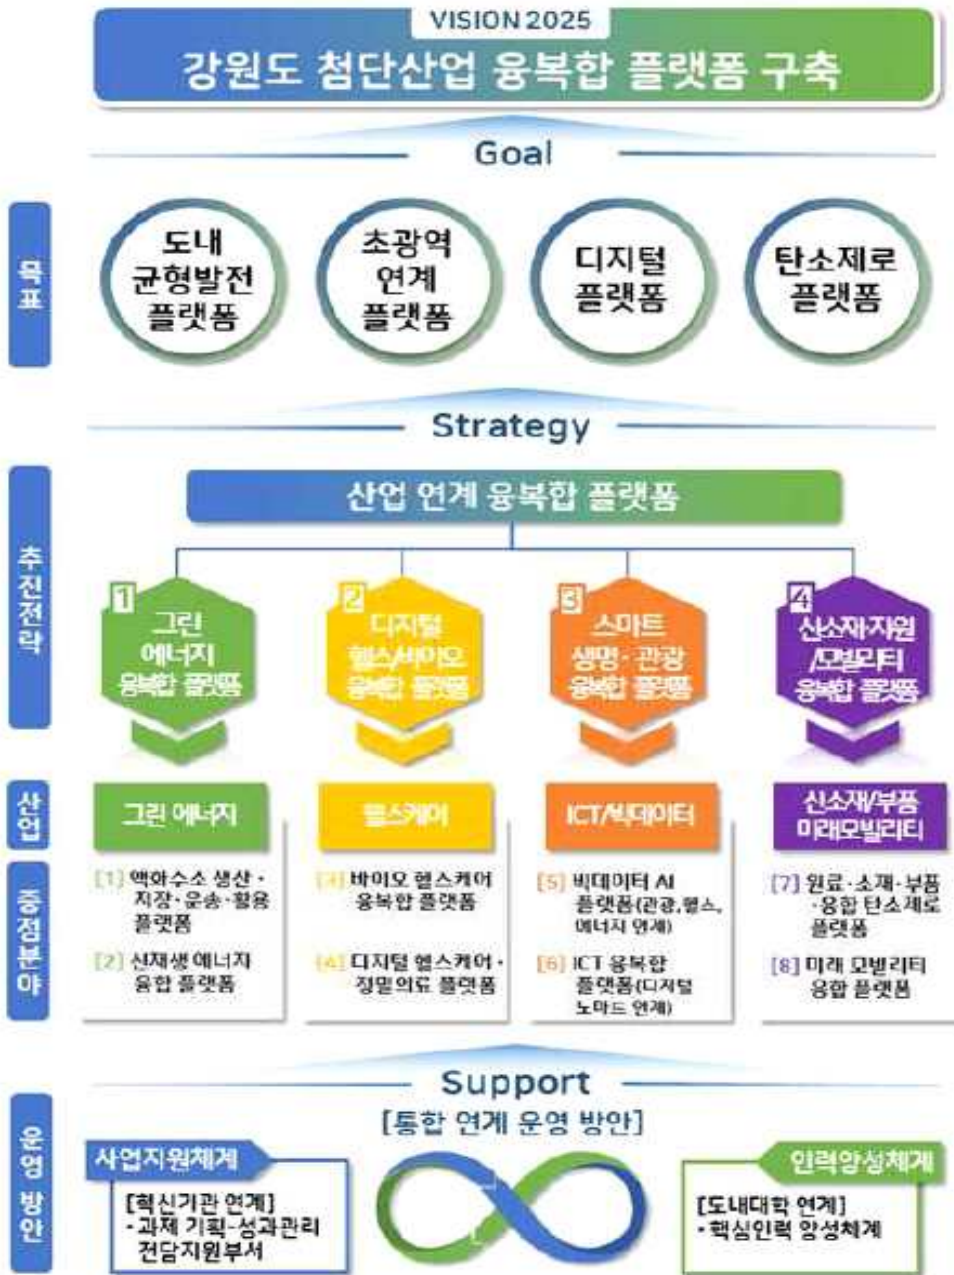 VISION 2025
강원도 첨단산업 융복합 플랫폼 구축
Goal
목표
도내
균형발전
플랫폼
초광역
연계
플랫폼
디지털
플랫폼
탄소제로
플랫폼
Strategy
추진전략
산업 연계 융복합 플랫폼
1
그린
에너지
융복합 플랫폼
2
디지털
헬스/바이오
융복합 플랫폼
3
스마트
생명·관광
융복합 플랫폼
4
신소재·자원
/모빌리티
융복합 플랫폼
산업
그린 에너지
헬스케어
ICT/빅데이터
신소재/부품
미래모빌리티
중점분야
[1] 액화수소 생산·
저장·운송·활용
플랫폼
[2] 신재생 에너지
융합 플랫폼
[3] 바이오 헬스케어
융복합 플랫폼
[4] 디지털 헬스케어·
정밀의료 플랫폼
[5] 빅데이터 AI
플랫폼(관광,헬스,
에너지 연계)
[6] ICT 융복합
플랫폼(디지털
노마드 연계)
[7] 원료·소재·부품
·융합 탄소제로
플랫폼
[8] 미래 모빌리티
융합 플랫폼
Support
[통합 연계 운영 방안]
운영 방안
사업지원체계
[혁신기관 연계]
- 과제 기획-성과관리
전담지원부서
인력양성체계
[도내대학 연계]
- 핵심인력 양성체계